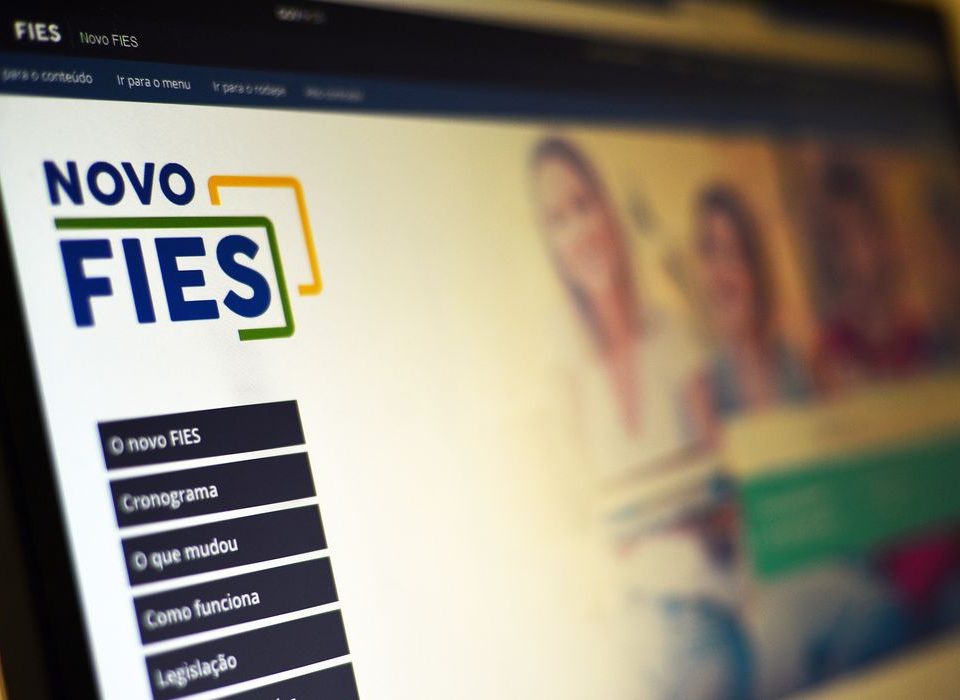 FIES Novo FIES
para o conteúdo Ir para o menu Ir para o rodapé
NOVO
FIES
O novo FIES
Cronograma
O que mudou
Como funciona
Legislação